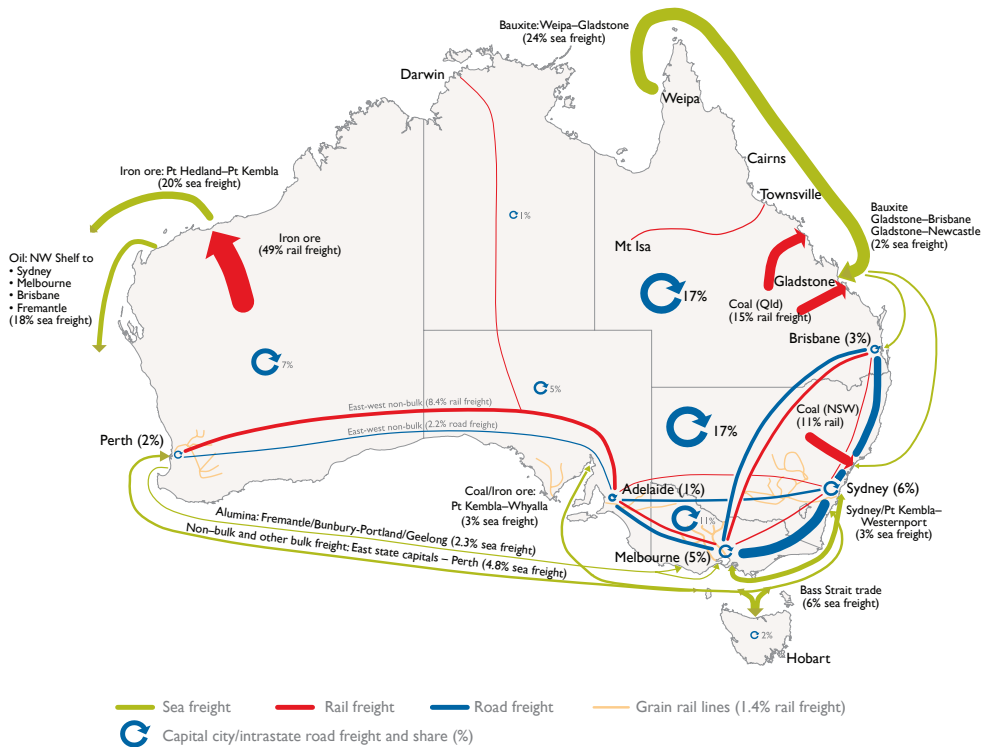 Bauxite: Weipa–Gladstone
(24% sea freight)
Darwin
Weipa
Cairns
Iron ore: Pt Hedland–Pt Kembla
(20% sea freight)
Townsville
1%
Bauxite
Gladstone–Brisbane
Gladstone–Newcastle
(2% sea freight)
Iron ore
(49% rail freight)
Mt Isa
Oil: NW Shelf to
• Sydney
• Melbourne
• Brisbane
• Fremantle
(18% sea freight)
Gladstone
17%
Coal (Qld)
(15% rail freight)
Brisbane (3%)
7%
5%
East-west non-bulk (8.4% rail freight)
Coal (NSW)
(11% rail)
East-west non-bulk (2.2% road freight)
17%
Perth (2%)
Coal/Iron ore:
Pt Kembla–Whyalla
(3% sea freight)
Adelaide (1%)
Sydney (6%)
Sydney/Pt Kembla–
Westernport
(3% sea freight)
11%
Alumina: Fremantle/Bunbury-Portland/Geelong (2.3% sea freight)
Non–bulk and other bulk freight: East state capitals – Perth (4.8% sea freight)
Melbourne (5%)
Bass Strait trade
(6% sea freight)
2%
Hobart
Sea freight
Rail freight
Road freight
Grain rail lines (1.4% rail freight)
Capital city/intrastate road freight and share (%)